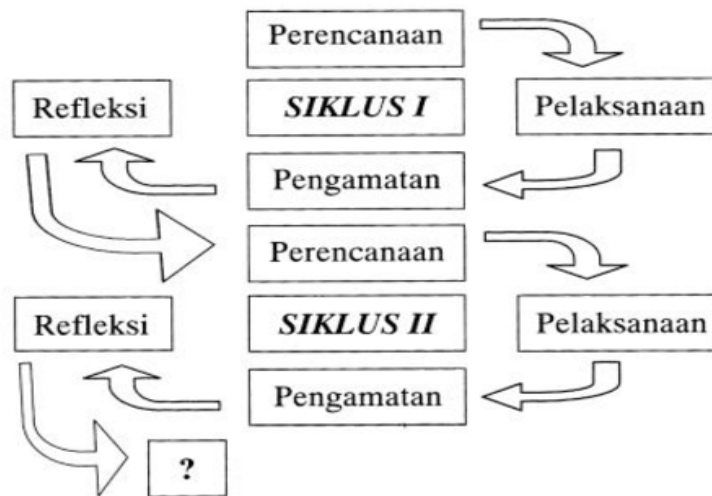 Perencanaan
Refleksi
SIKLUS I
Pelaksanaan
Pengamatan
Perencanaan
Refleksi
SIKLUS II
Pelaksanaan
Pengamatan
?